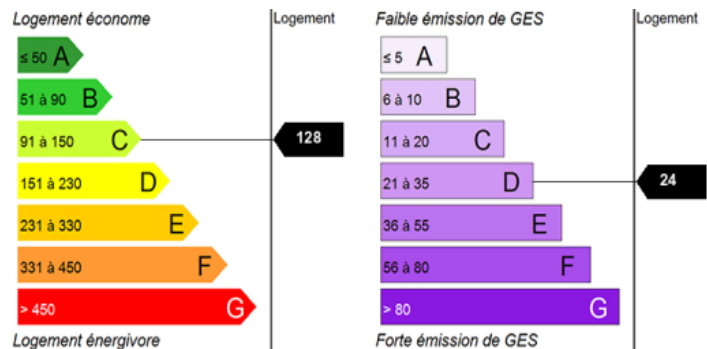 Logement économe
Logement
≤ 50 A
51 à 90 B
91 à 150 C
128
151 à 230 D
231 à 330 E
331 à 450 F
> 450 G
Logement énergivore
Faible émission de GES
Logement
≤ 5 A
6 à 10 B
11 à 20 C
21 à 35 D
24
36 à 55 E
56 à 80 F
> 80 G
Forte émission de GES